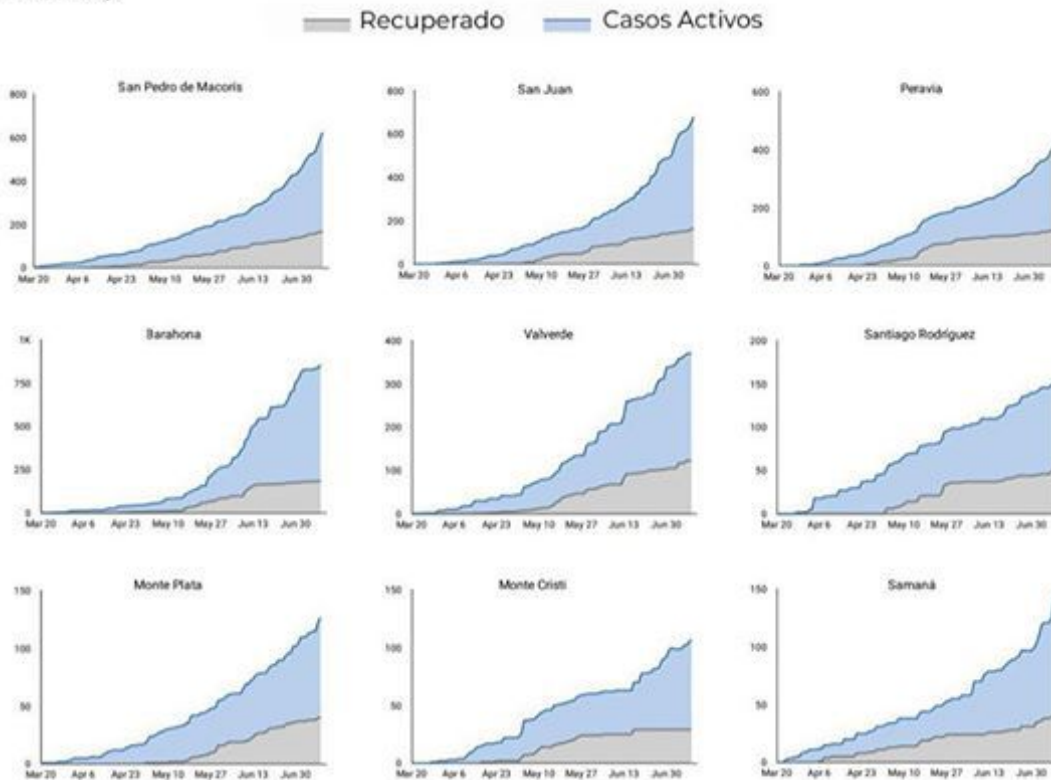 Recuperado Casos Activos
San Pedro de Macorís San Juan Peravia
800 800 600
600 600 400
400 400 200
200 200 0
0 0
Mar 20 Apr 6 Apr 23 May 10 May 27 Jun 13 Jun 30 Mar 20 Apr 6 Apr 23 May 10 May 27 Jun 13 Jun 30 Mar 20 Apr 6 Apr 23 May 10 May 27 Jun 13 Jun 30
Barahona Valverde Santiago Rodríguez
1K 400 200
750 300 150
500 200 100
250 100 50
0 0 0
Mar 20 Apr 6 Apr 23 May 10 May 27 Jun 13 Jun 30 Mar 20 Apr 6 Apr 23 May 10 May 27 Jun 13 Jun 30 Mar 20 Apr 6 Apr 23 May 10 May 27 Jun 13 Jun 30
Monte Plata Monte Cristi Samaná
150 150 150
100 100 100
50 50 50
0 0 0
Mar 20 Apr 6 Apr 23 May 10 May 27 Jun 13 Jun 30 Mar 20 Apr 6 Apr 23 May 10 May 27 Jun 13 Jun 30 Mar 20 Apr 6 Apr 23 May 10 May 27 Jun 13 Jun 30